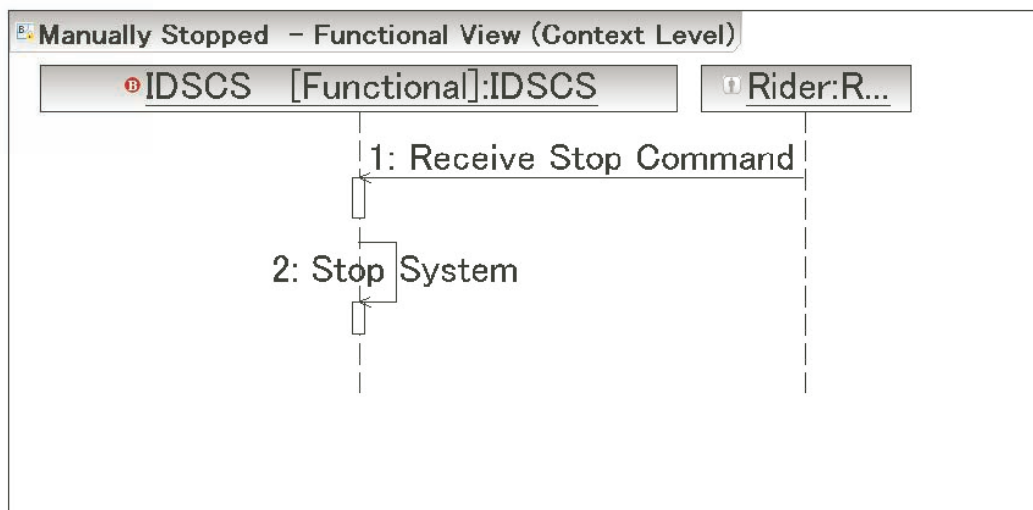 Manually Stopped - Functional View (Context Level)
IDSCS [Functional]:IDSCS
Rider:R...
1: Receive Stop Command
2: Stop System